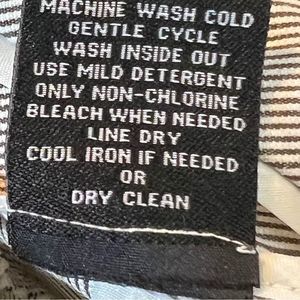 MACHINE WASH COLD
GENTLE CYCLE
WASH INSIDE OUT
USE MILD DETERGENT
ONLY NON-CHLORINE
BLEACH WHEN NEEDED
LINE DRY
COOL IRON IF NEEDED
OR
DRY CLEAN